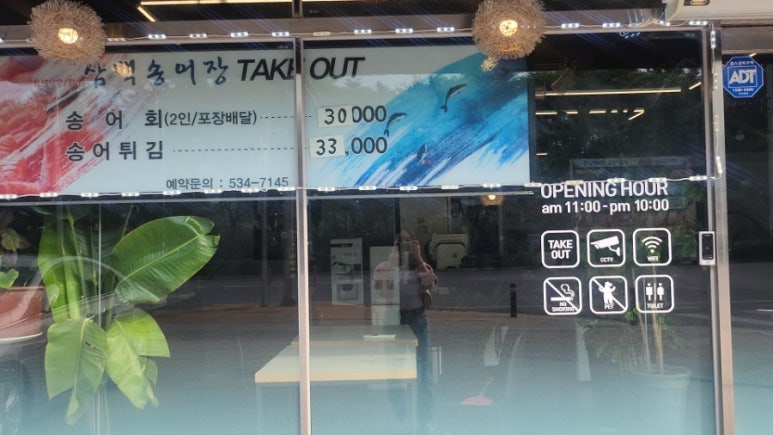 삼백송어장 TAKE OUT
송어회(2인/포장배달) 30000
송어튀김 33,000
예약문의 : 534-7145
ADT
OPENING HOUR
am 11:00 - pm 10:00
TAKE OUT
CCTV
WIFI
NO SMOKING
PET
TOILET